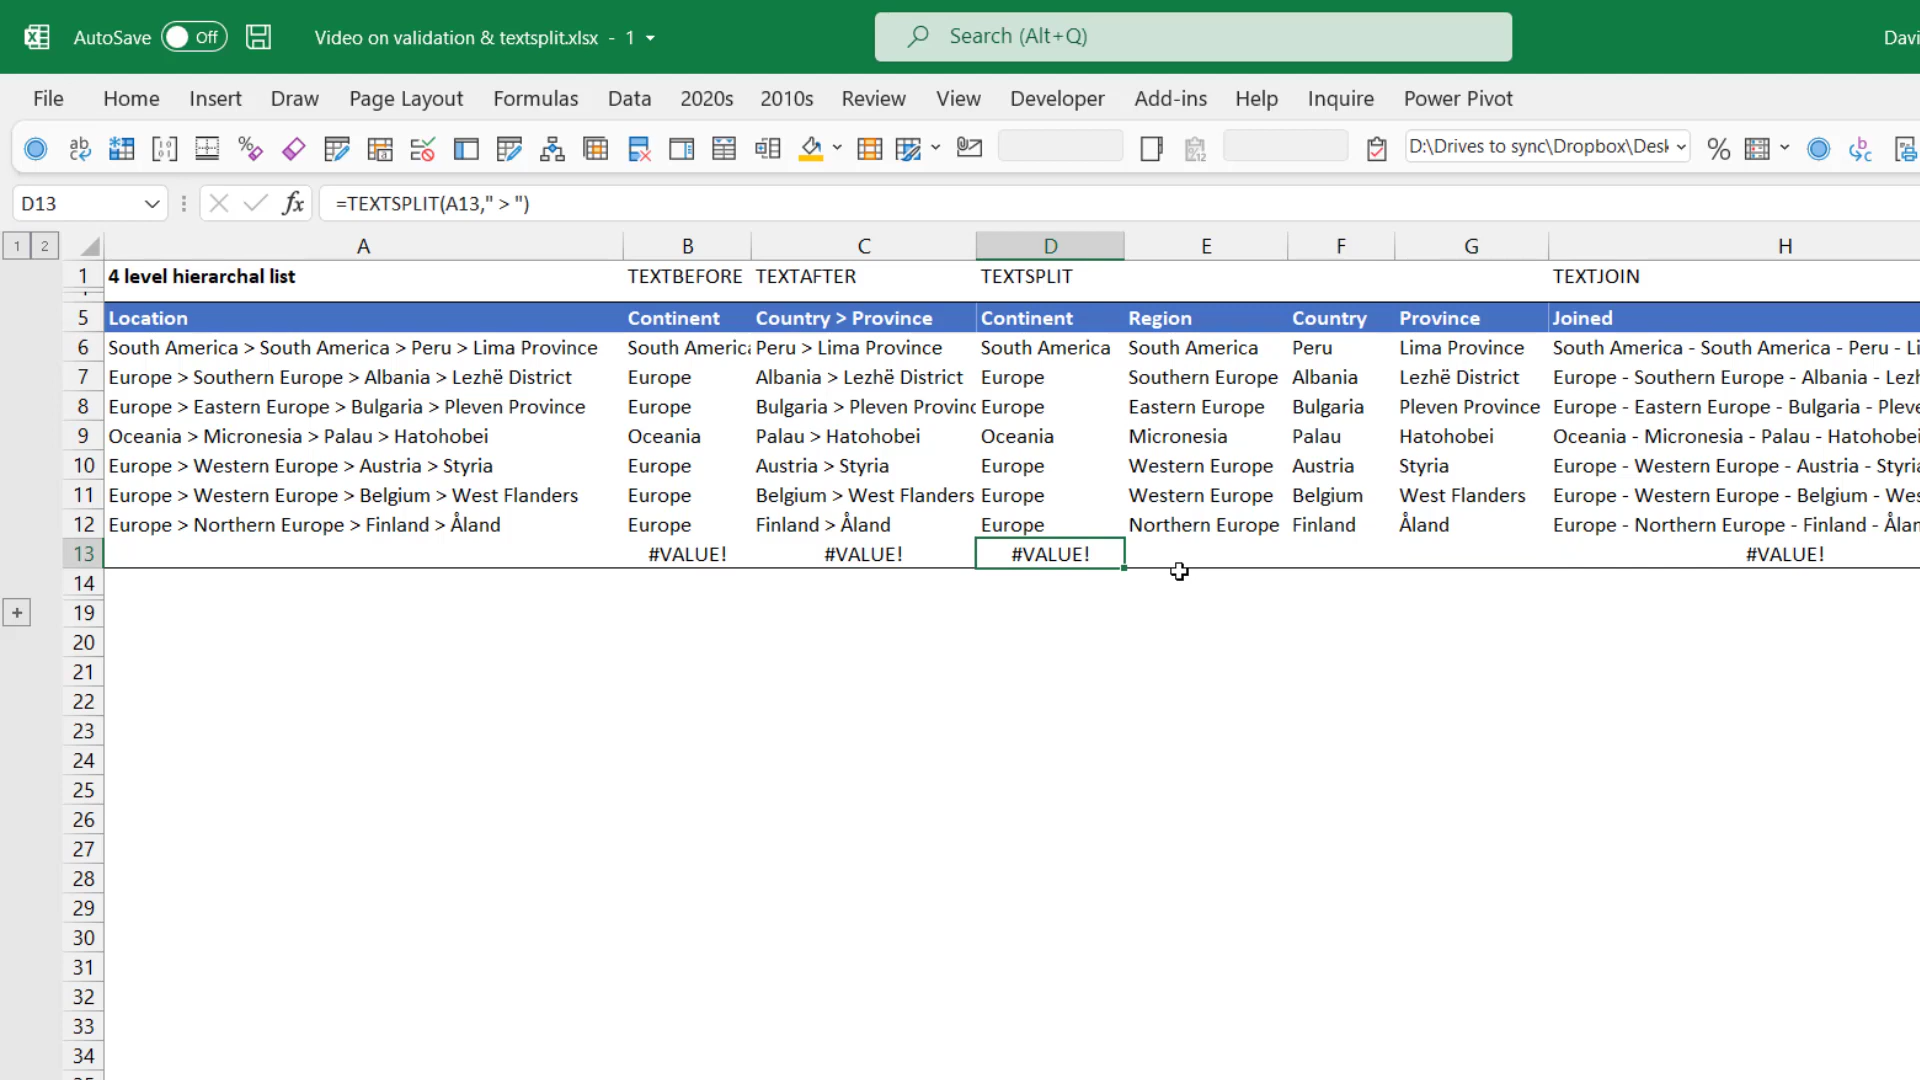 AutoSave Off Video on validation & textsplit.xlsx - 1 Search (Alt+Q) Davi
File Home Insert Draw Page Layout Formulas Data 2020s 2010s Review View Developer Add-ins Help Inquire Power Pivot
D:\Drives to sync\Dropbox\Desk
D13 fx =TEXTSPLIT(A13," > ")
1 2 A B C D E F G H
1 4 level hierarchal list TEXTBEFORE TEXTAFTER TEXTSPLIT TEXTJOIN
5 Location Continent Country > Province Continent Region Country Province Joined
6 South America > South America > Peru > Lima Province South America Peru > Lima Province South America South America Peru Lima Province South America - South America - Peru - Li
7 Europe > Southern Europe > Albania > Lezhë District Europe Albania > Lezhë District Europe Southern Europe Albania Lezhë District Europe - Southern Europe - Albania - Lezh
8 Europe > Eastern Europe > Bulgaria > Pleven Province Europe Bulgaria > Pleven Provinc Europe Eastern Europe Bulgaria Pleven Province Europe - Eastern Europe - Bulgaria - Pleve
9 Oceania > Micronesia > Palau > Hatohobei Oceania Palau > Hatohobei Oceania Micronesia Palau Hatohobei Oceania - Micronesia - Palau - Hatohobei
10 Europe > Western Europe > Austria > Styria Europe Austria > Styria Europe Western Europe Austria Styria Europe - Western Europe - Austria - Styria
11 Europe > Western Europe > Belgium > West Flanders Europe Belgium > West Flanders Europe Western Europe Belgium West Flanders Europe - Western Europe - Belgium - Wes
12 Europe > Northern Europe > Finland > Åland Europe Finland > Åland Europe Northern Europe Finland Åland Europe - Northern Europe - Finland - Ålan
13 #VALUE! #VALUE! #VALUE! #VALUE!
14
19
20
21
22
23
24
25
26
27
28
29
30
31
32
33
34